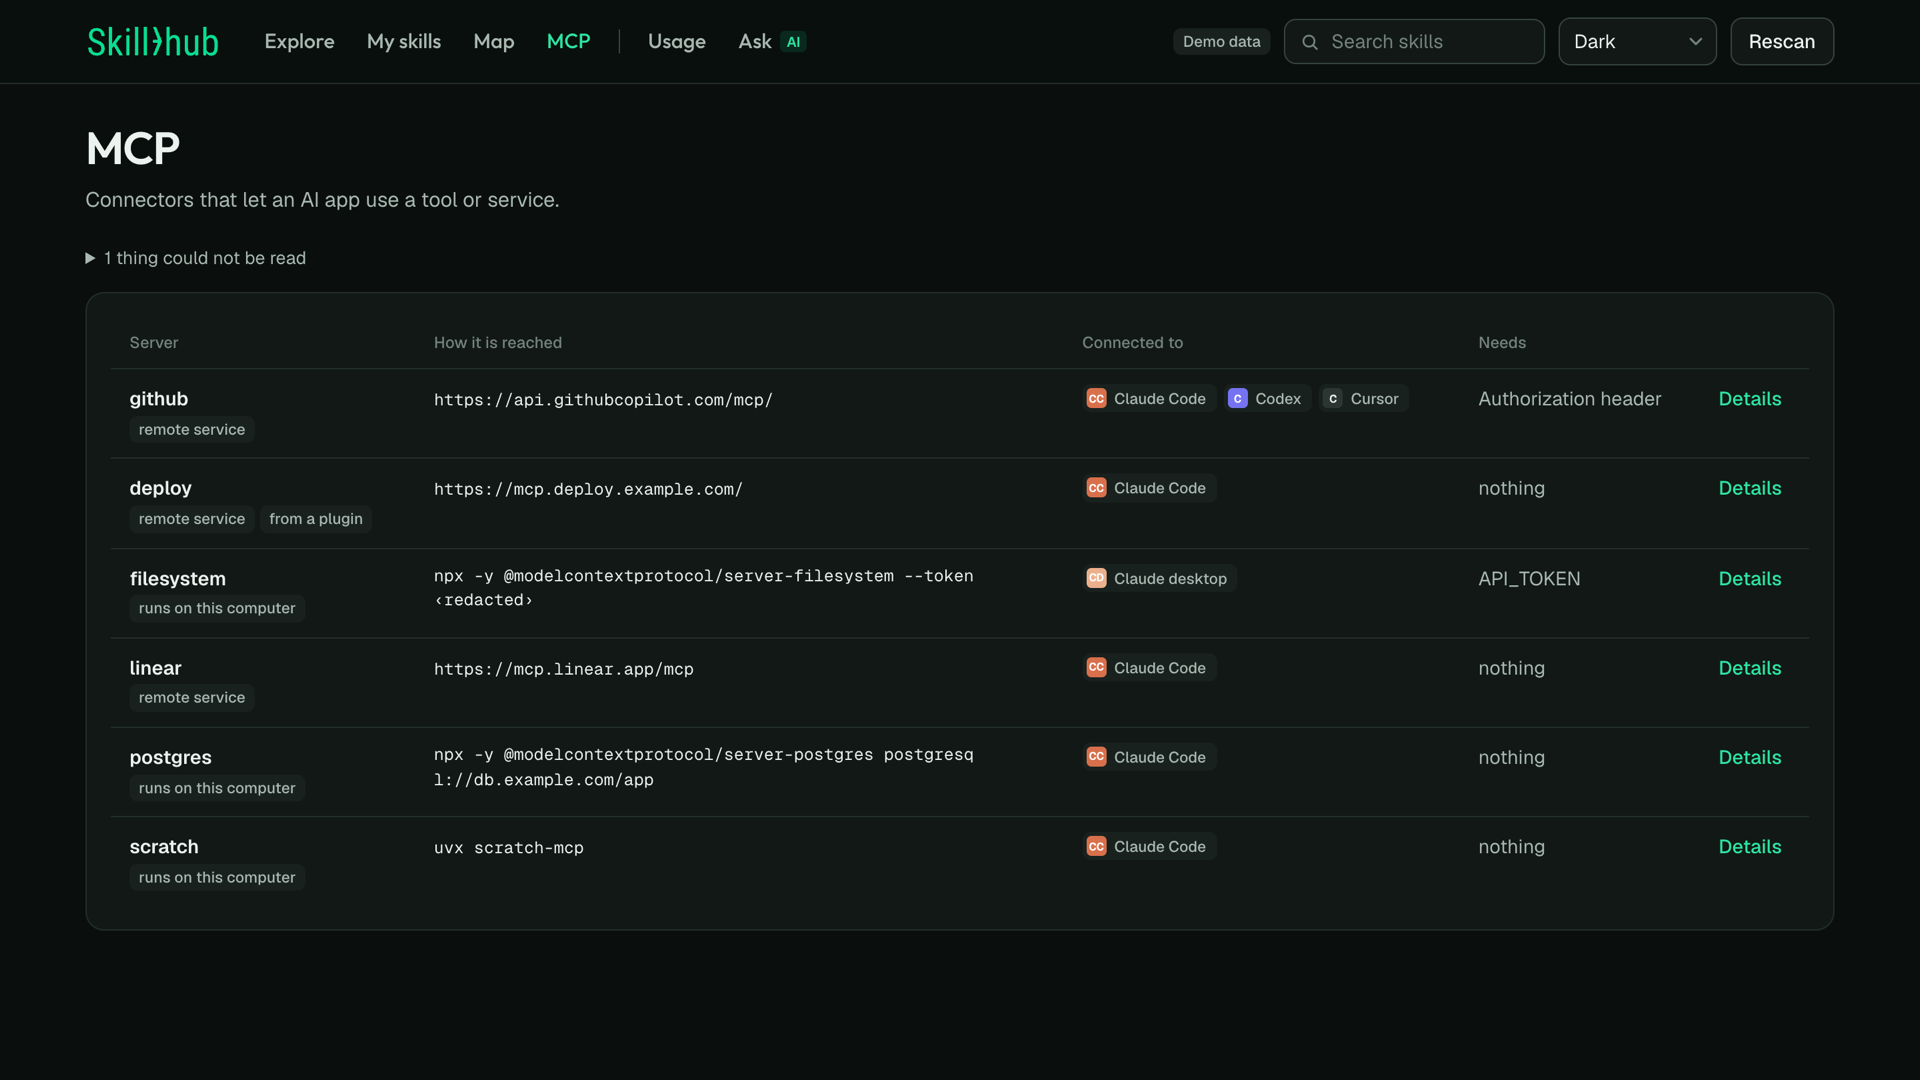 Skillhub Explore My skills Map MCP Usage Ask AI Demo data Search skills Dark Rescan
MCP
Connectors that let an AI app use a tool or service.
1 thing could not be read
Server How it is reached Connected to Needs
github https://api.githubcopilot.com/mcp/ CC Claude Code C Codex C Cursor Authorization header Details
remote service
deploy https://mcp.deploy.example.com/ CC Claude Code nothing Details
remote service from a plugin
filesystem npx -y @modelcontextprotocol/server-filesystem --token CD Claude desktop API_TOKEN Details
‹redacted›
runs on this computer
linear https://mcp.linear.app/mcp CC Claude Code nothing Details
remote service
postgres npx -y @modelcontextprotocol/server-postgres postgresq CC Claude Code nothing Details
l://db.example.com/app
runs on this computer
scratch uvx scratch-mcp CC Claude Code nothing Details
runs on this computer